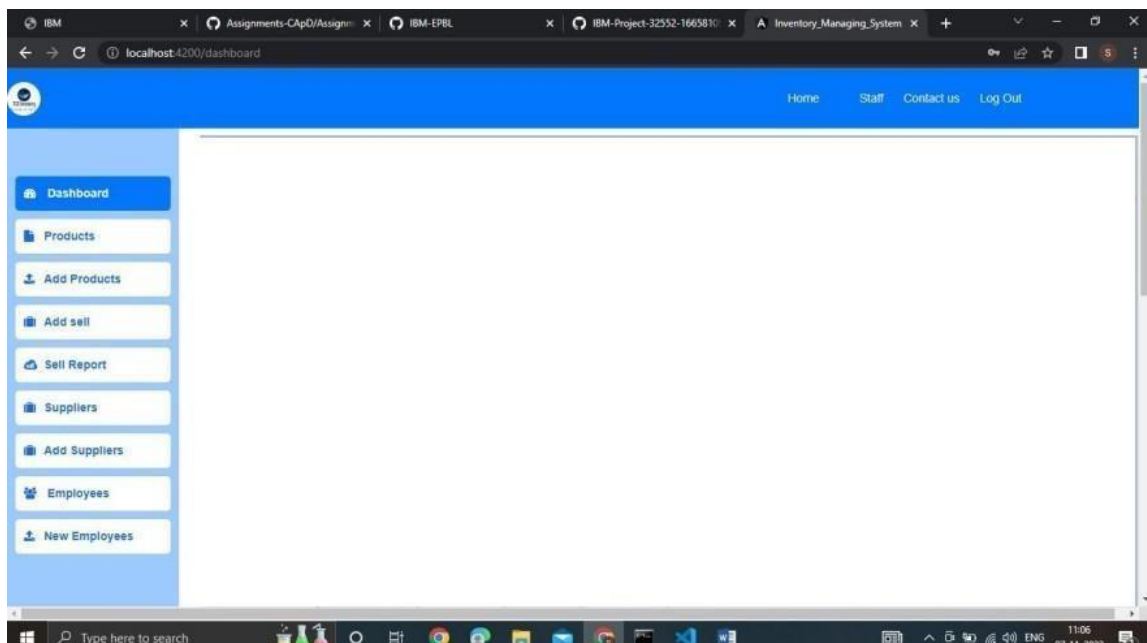 IBM
Assignments-CApD/Assignm
IBM-EPBL
IBM-Project-32552-1665810
Inventory_Managing_System
localhost:4200/dashboard
S
Home Staff Contact us Log Out
Dashboard
Products
Add Products
Add sell
Sell Report
Suppliers
Add Suppliers
Employees
New Employees
Type here to search
ENG
11:06